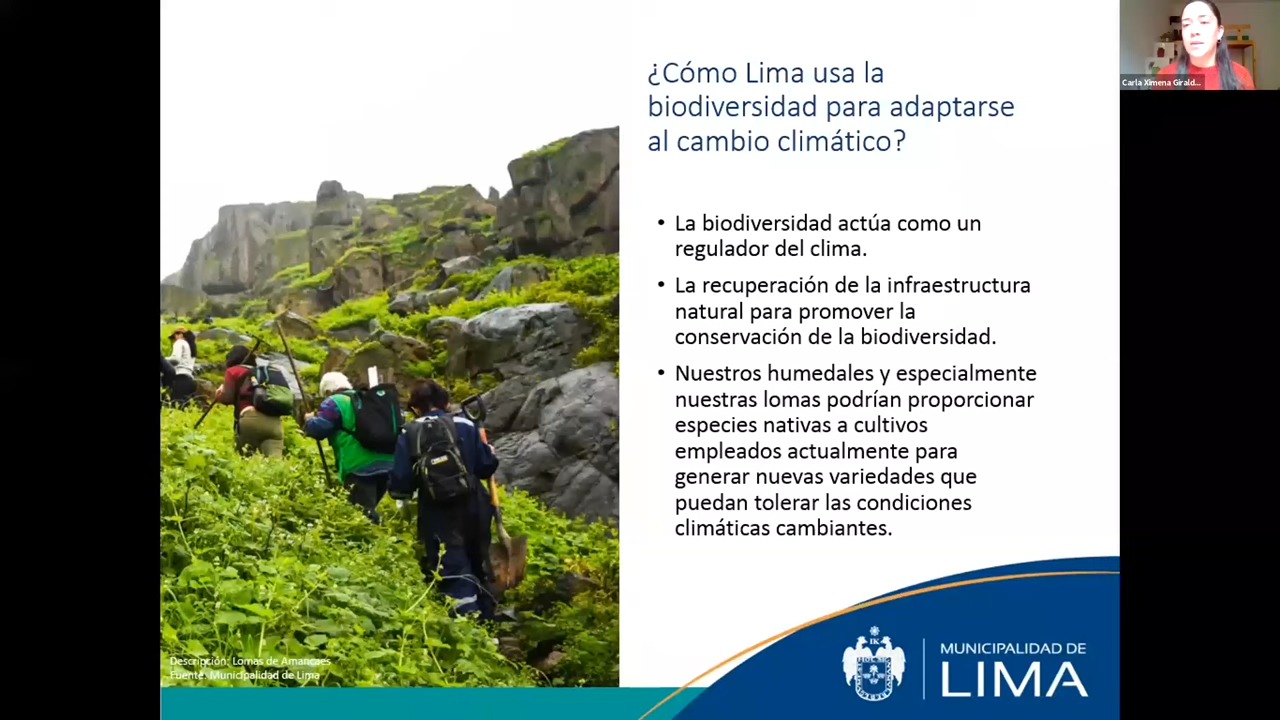 ¿Cómo Lima usa la
biodiversidad para adaptarse
al cambio climático?
Carla Ximena Girald...
• La biodiversidad actúa como un
regulador del clima.
• La recuperación de la infraestructura
natural para promover la
conservación de la biodiversidad.
• Nuestros humedales y especialmente
nuestras lomas podrían proporcionar
especies nativas a cultivos
empleados actualmente para
generar nuevas variedades que
puedan tolerar las condiciones
climáticas cambiantes.
Descripción: Lomas de Amancaes
Fuente: Municipalidad de Lima
MUNICIPALIDAD DE
LIMA